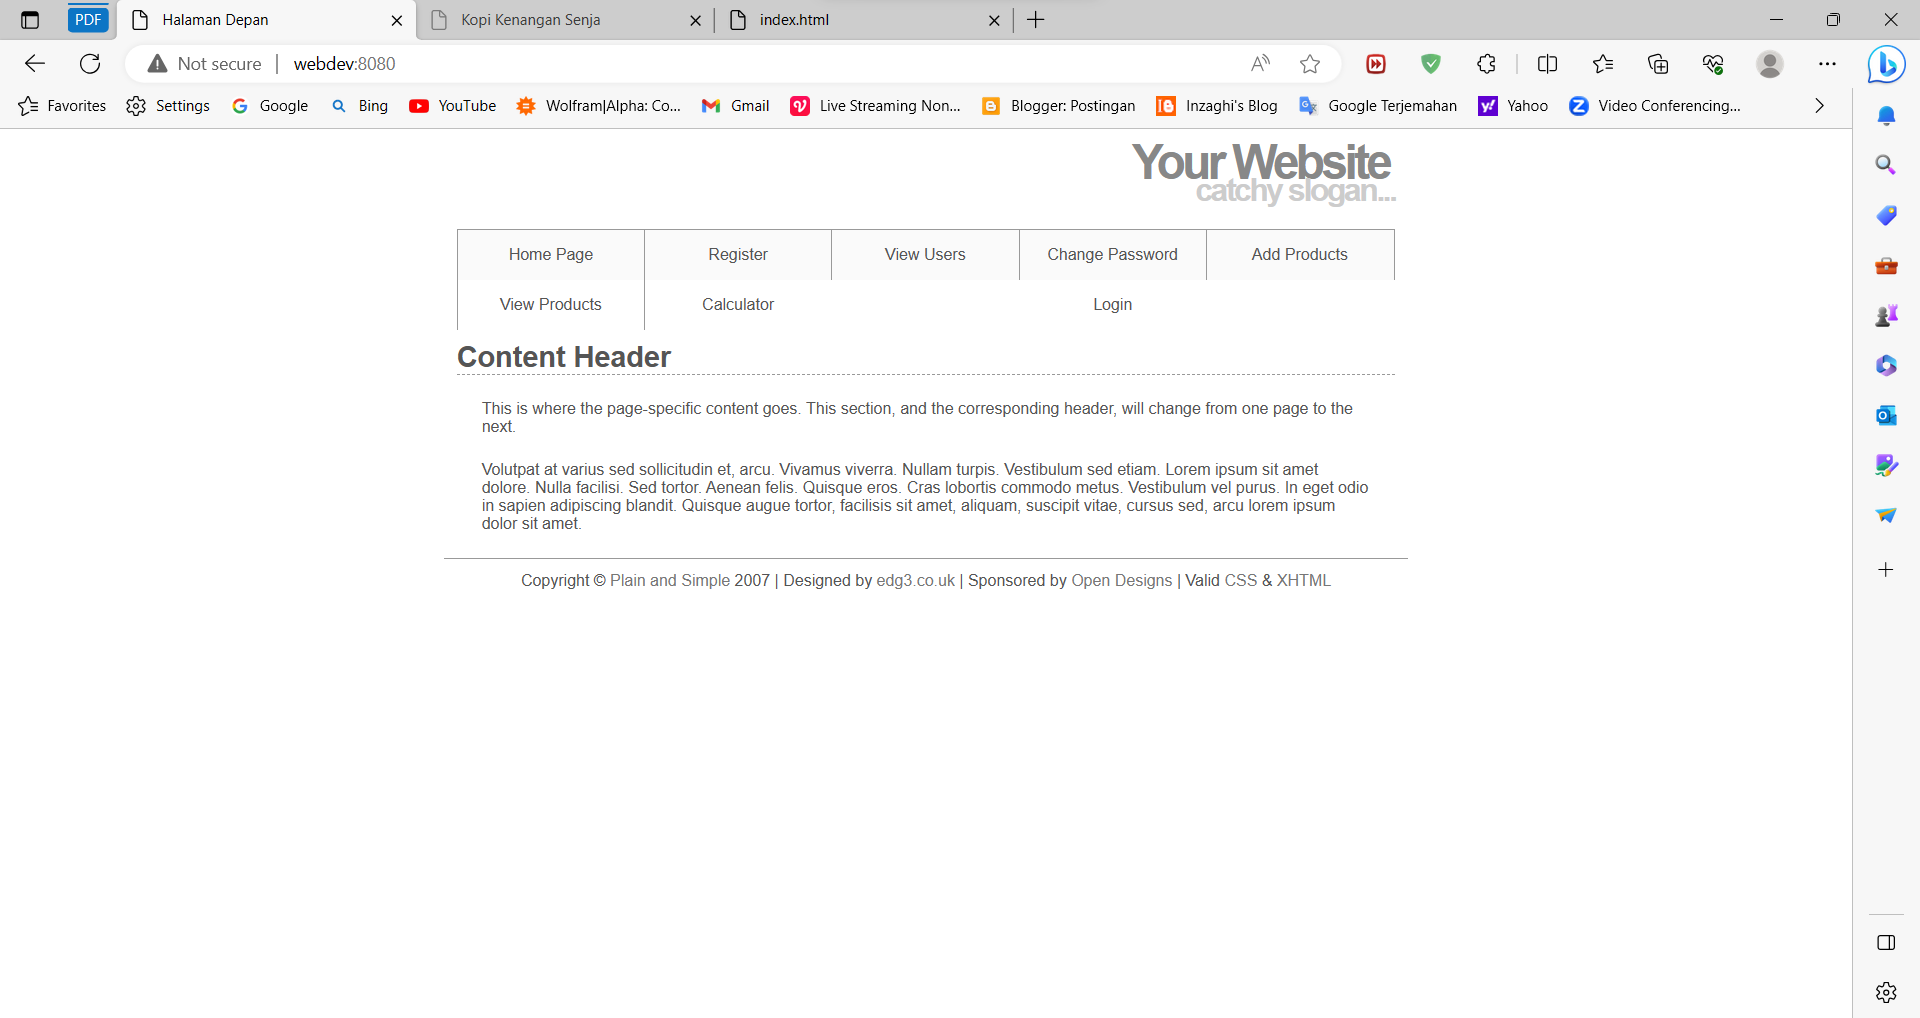 PDF
Halaman Depan
Kopi Kenangan Senja
index.html
Not secure
webdev:8080
Favorites
Settings
Google
Bing
YouTube
Wolfram|Alpha: Co...
Gmail
Live Streaming Non...
Blogger: Postingan
Inzaghi's Blog
Google Terjemahan
Yahoo
Video Conferencing...
Your Website
catchy slogan...
Home Page
Register
View Users
Change Password
Add Products
View Products
Calculator
Login
Content Header
This is where the page-specific content goes. This section, and the corresponding header, will change from one page to the
next.
Volutpat at varius sed sollicitudin et, arcu. Vivamus viverra. Nullam turpis. Vestibulum sed etiam. Lorem ipsum sit amet
dolore. Nulla facilisi. Sed tortor. Aenean felis. Quisque eros. Cras lobortis commodo metus. Vestibulum vel purus. In eget odio
in sapien adipiscing blandit. Quisque augue tortor, facilisis sit amet, aliquam, suscipit vitae, cursus sed, arcu lorem ipsum
dolor sit amet.
Copyright © Plain and Simple 2007 | Designed by edg3.co.uk | Sponsored by Open Designs | Valid CSS & XHTML